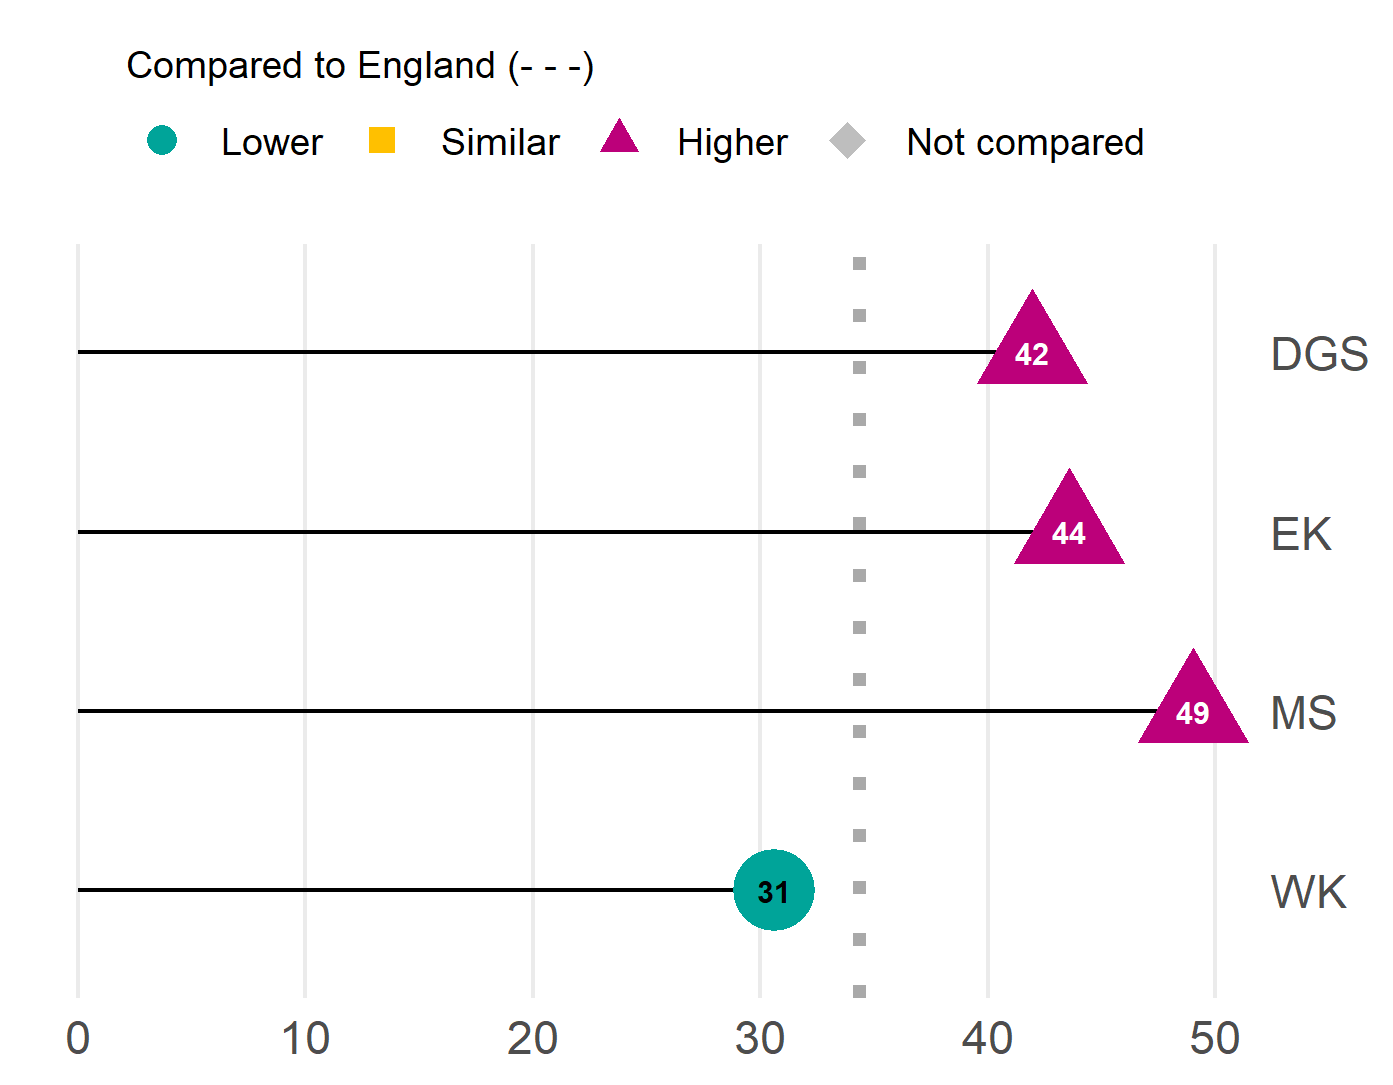 Compared to England (- - -)
Lower Similar Higher Not compared
42 DGS
44 EK
49 MS
31 WK
0 10 20 30 40 50